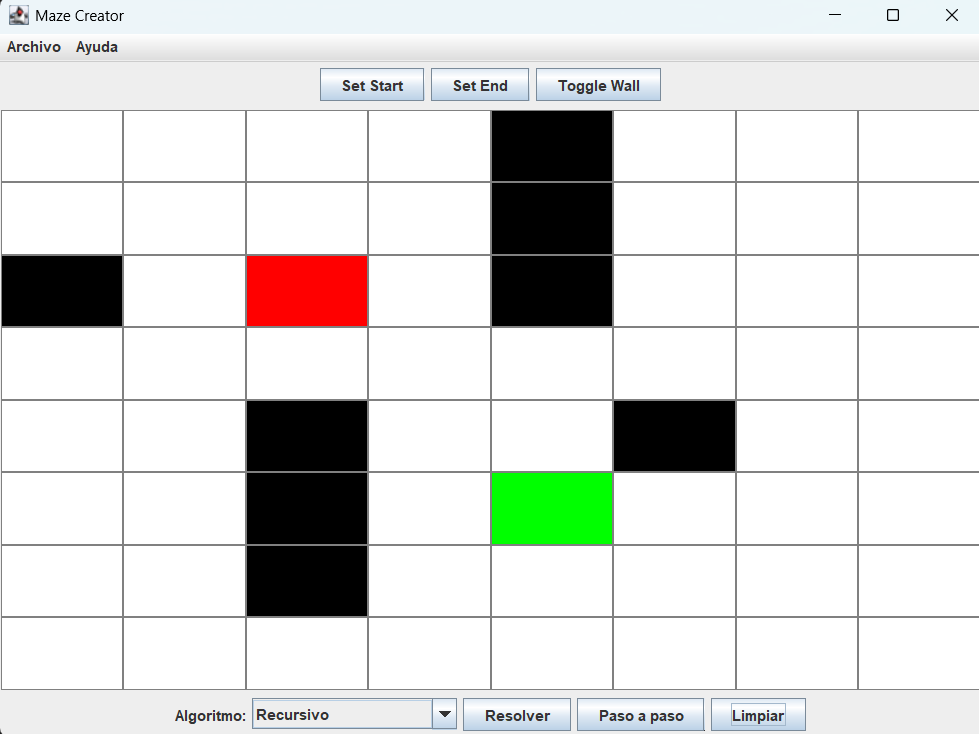 Maze Creator
Archivo Ayuda
Set Start Set End Toggle Wall
Algoritmo: Recursivo Resolver Paso a paso Limpiar